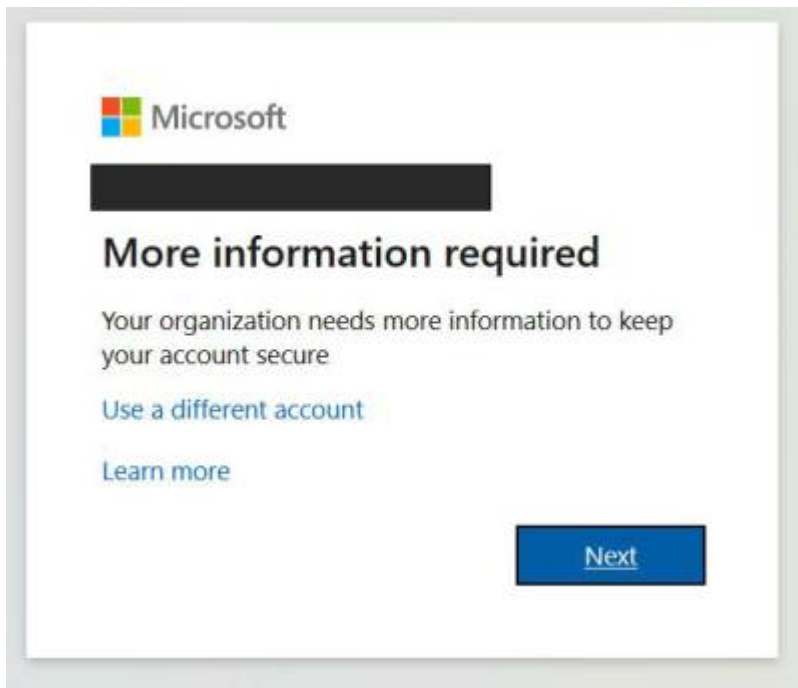 Microsoft
More information required
Your organization needs more information to keep
your account secure
Use a different account
Learn more
Next